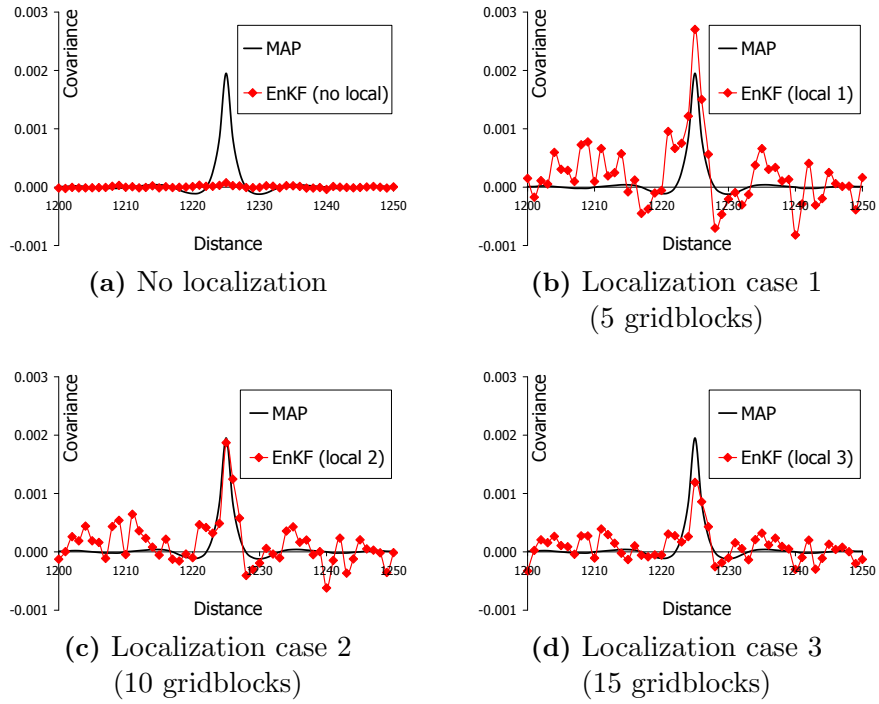 0.003
0.002
0.001
0.000
-0.001
Covariance
MAP
EnKF (no local)
1200 1210 1220 1230 1240 1250
Distance
(a) No localization
0.003
0.002
0.001
0.000
-0.001
Covariance
MAP
EnKF (local 1)
1200 1210 1220 1230 1240 1250
Distance
(b) Localization case 1
(5 gridblocks)
0.003
0.002
0.001
0.000
-0.001
Covariance
MAP
EnKF (local 2)
1200 1210 1220 1230 1240 1250
Distance
(c) Localization case 2
(10 gridblocks)
0.003
0.002
0.001
0.000
-0.001
Covariance
MAP
EnKF (local 3)
1200 1210 1220 1230 1240 1250
Distance
(d) Localization case 3
(15 gridblocks)